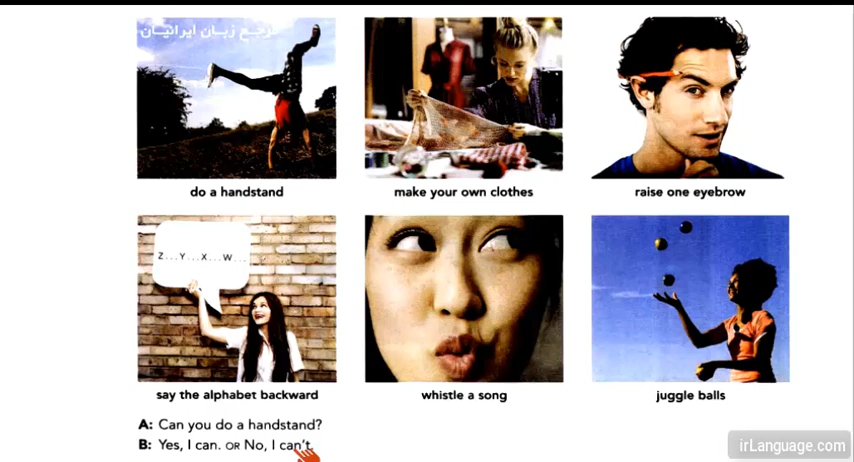 مرجع زبان ایرانیان
do a handstand
make your own clothes
raise one eyebrow
Z...Y...X...W...
say the alphabet backward
whistle a song
juggle balls
A: Can you do a handstand?
B: Yes, I can. OR No, I can't.
irLanguage.com